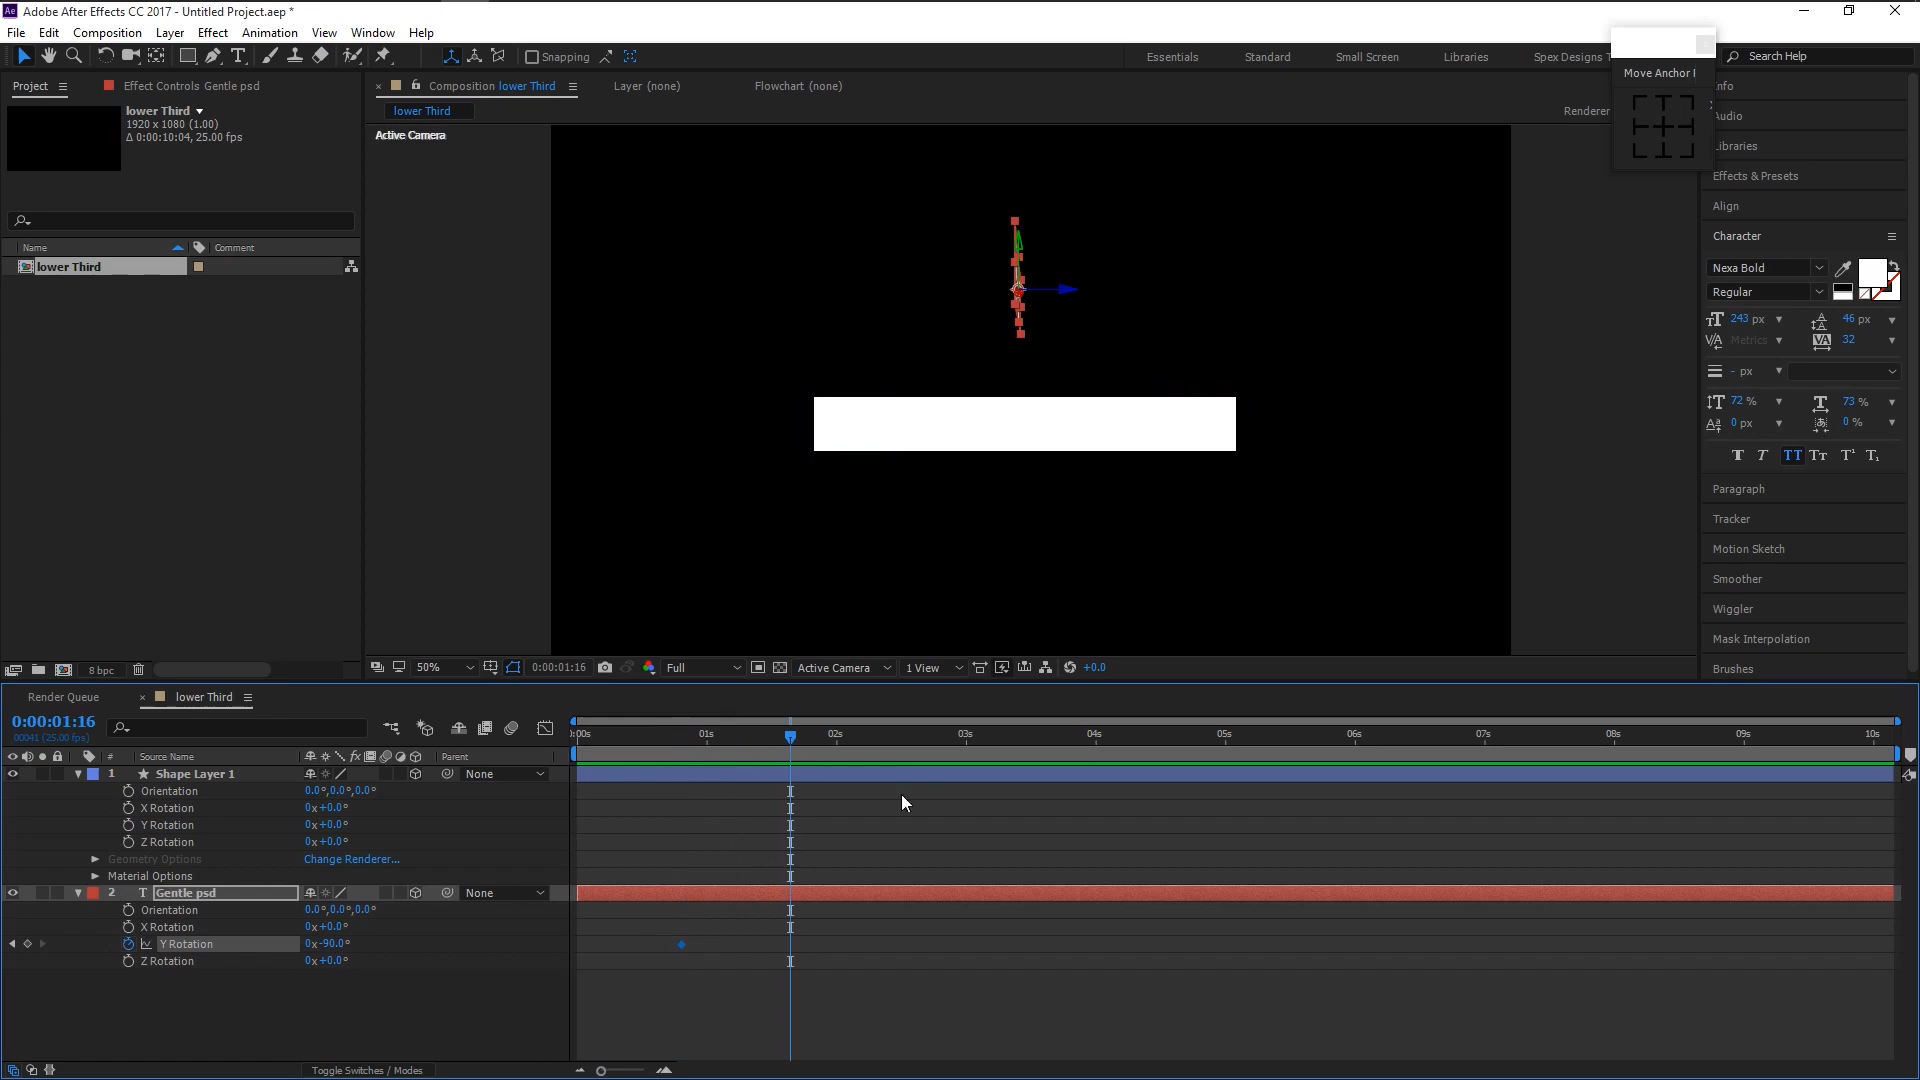 Adobe After Effects CC 2017 - Untitled Project.aep *
File Edit Composition Layer Effect Animation View Window Help
Snapping
Essentials Standard Small Screen Libraries Spex Designs T
Search Help
Move Anchor
Project
Effect Controls Gentle psd
Composition lower Third
Layer (none)
Flowchart (none)
lower Third
1920 x 1080 (1.00)
Δ 0:00:10:04, 25.00 fps
lower Third
Renderer
Active Camera
Name Comment
lower Third
nfo
Audio
Libraries
Effects & Presets
Align
Character
Nexa Bold
Regular
243 px 46 px
Metrics 32
- px
72 % 73 %
0 px 0 %
Paragraph
Tracker
Motion Sketch
Smoother
Wiggler
Mask Interpolation
Brushes
8 bpc
50% 0:00:01:16 Full Active Camera 1 View +0.0
Render Queue
lower Third
0:00:01:16
00041 (25.00 fps)
:00s 01s 02s 03s 04s 05s 06s 07s 08s 09s 10s
# Source Name Parent
1 Shape Layer 1 None
Orientation 0.0°,0.0°,0.0°
X Rotation 0x+0.0°
Y Rotation 0x+0.0°
Z Rotation 0x+0.0°
Geometry Options Change Renderer...
Material Options
2 T Gentle psd None
Orientation 0.0°,0.0°,0.0°
X Rotation 0x+0.0°
Y Rotation 0x-90.0°
Z Rotation 0x+0.0°
Toggle Switches / Modes